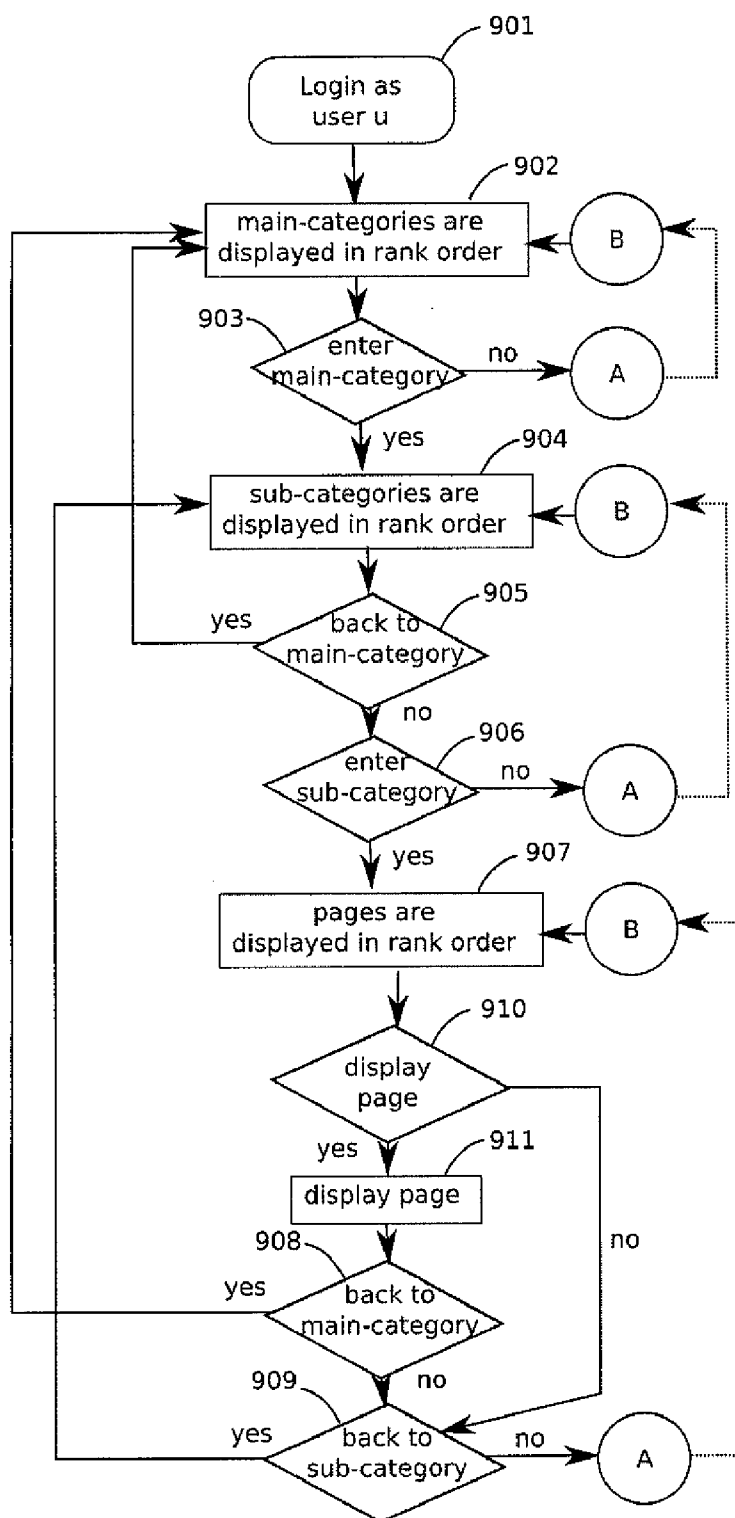 901
Login as
user u
902
main-categories are
displayed in rank order
B
903
enter
main-category
no
A
yes
904
sub-categories are
displayed in rank order
B
905
yes
back to
main-category
no
906
enter
sub-category
no
A
yes
907
pages are
displayed in rank order
B
910
display
page
yes
911
display page
no
908
yes
back to
main-category
no
909
yes
back to
sub-category
no
A